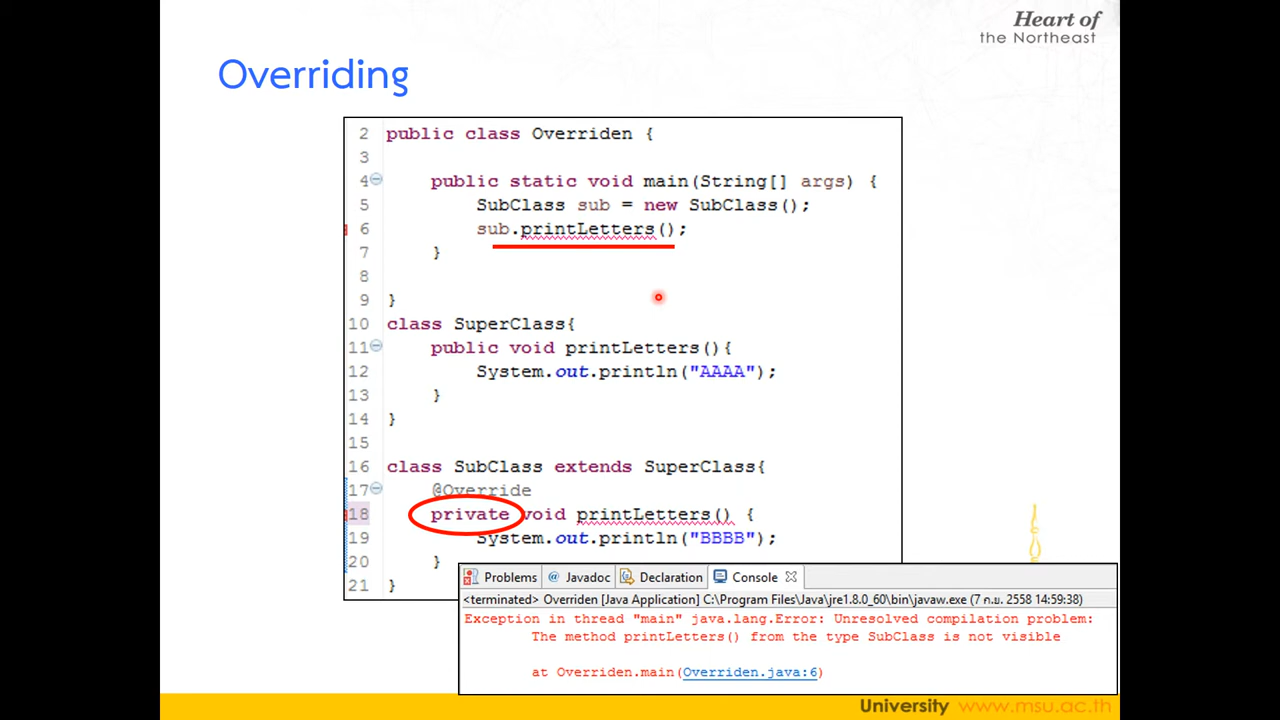 Heart of
the Northeast
Overriding
2 public class Overriden {
3
4 public static void main(String[] args) {
5 SubClass sub = new SubClass();
6 sub.printLetters();
7 }
8
9 }
10 class SuperClass{
11 public void printLetters(){
12 System.out.println("AAAA");
13 }
14 }
15
16 class SubClass extends SuperClass{
17 @Override
18 private void printLetters() {
19 System.out.println("BBBB");
20 }
21 }
Problems @ Javadoc Declaration Console
<terminated> Overriden [Java Application] C:\Program Files\Java\jre1.8.0_60\bin\javaw.exe (7 ก.ย. 2558 14:59:38)
Exception in thread "main" java.lang.Error: Unresolved compilation problem:
The method printLetters() from the type SubClass is not visible
at Overriden.main(Overriden.java:6)
University www.msu.ac.th